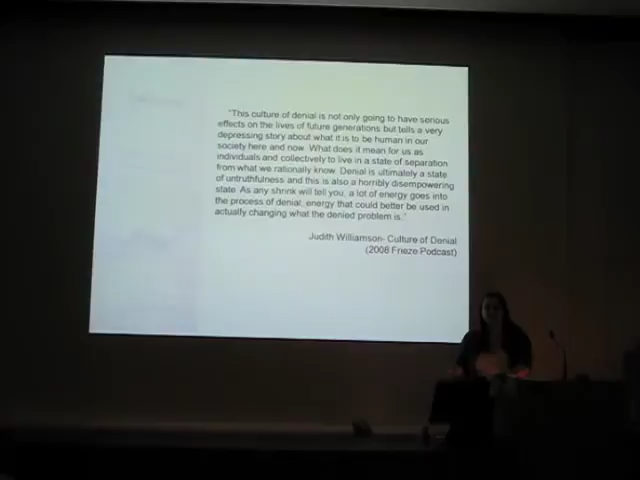 "This culture of denial is not only going to have serious
effects on the lives of future generations but tells a very
depressing story about what it is to be human in our
society here and now. What does it mean for us as
individuals and collectively to live in a state of separation
from what we rationally know. Denial is ultimately a state
of untruthfulness and this is also a horribly disempowering
state. As any shrink will tell you, a lot of energy goes into
the process of denial, energy that could better be used in
actually changing what the denied problem is."
Judith Williamson- Culture of Denial
(2008 Frieze Podcast)